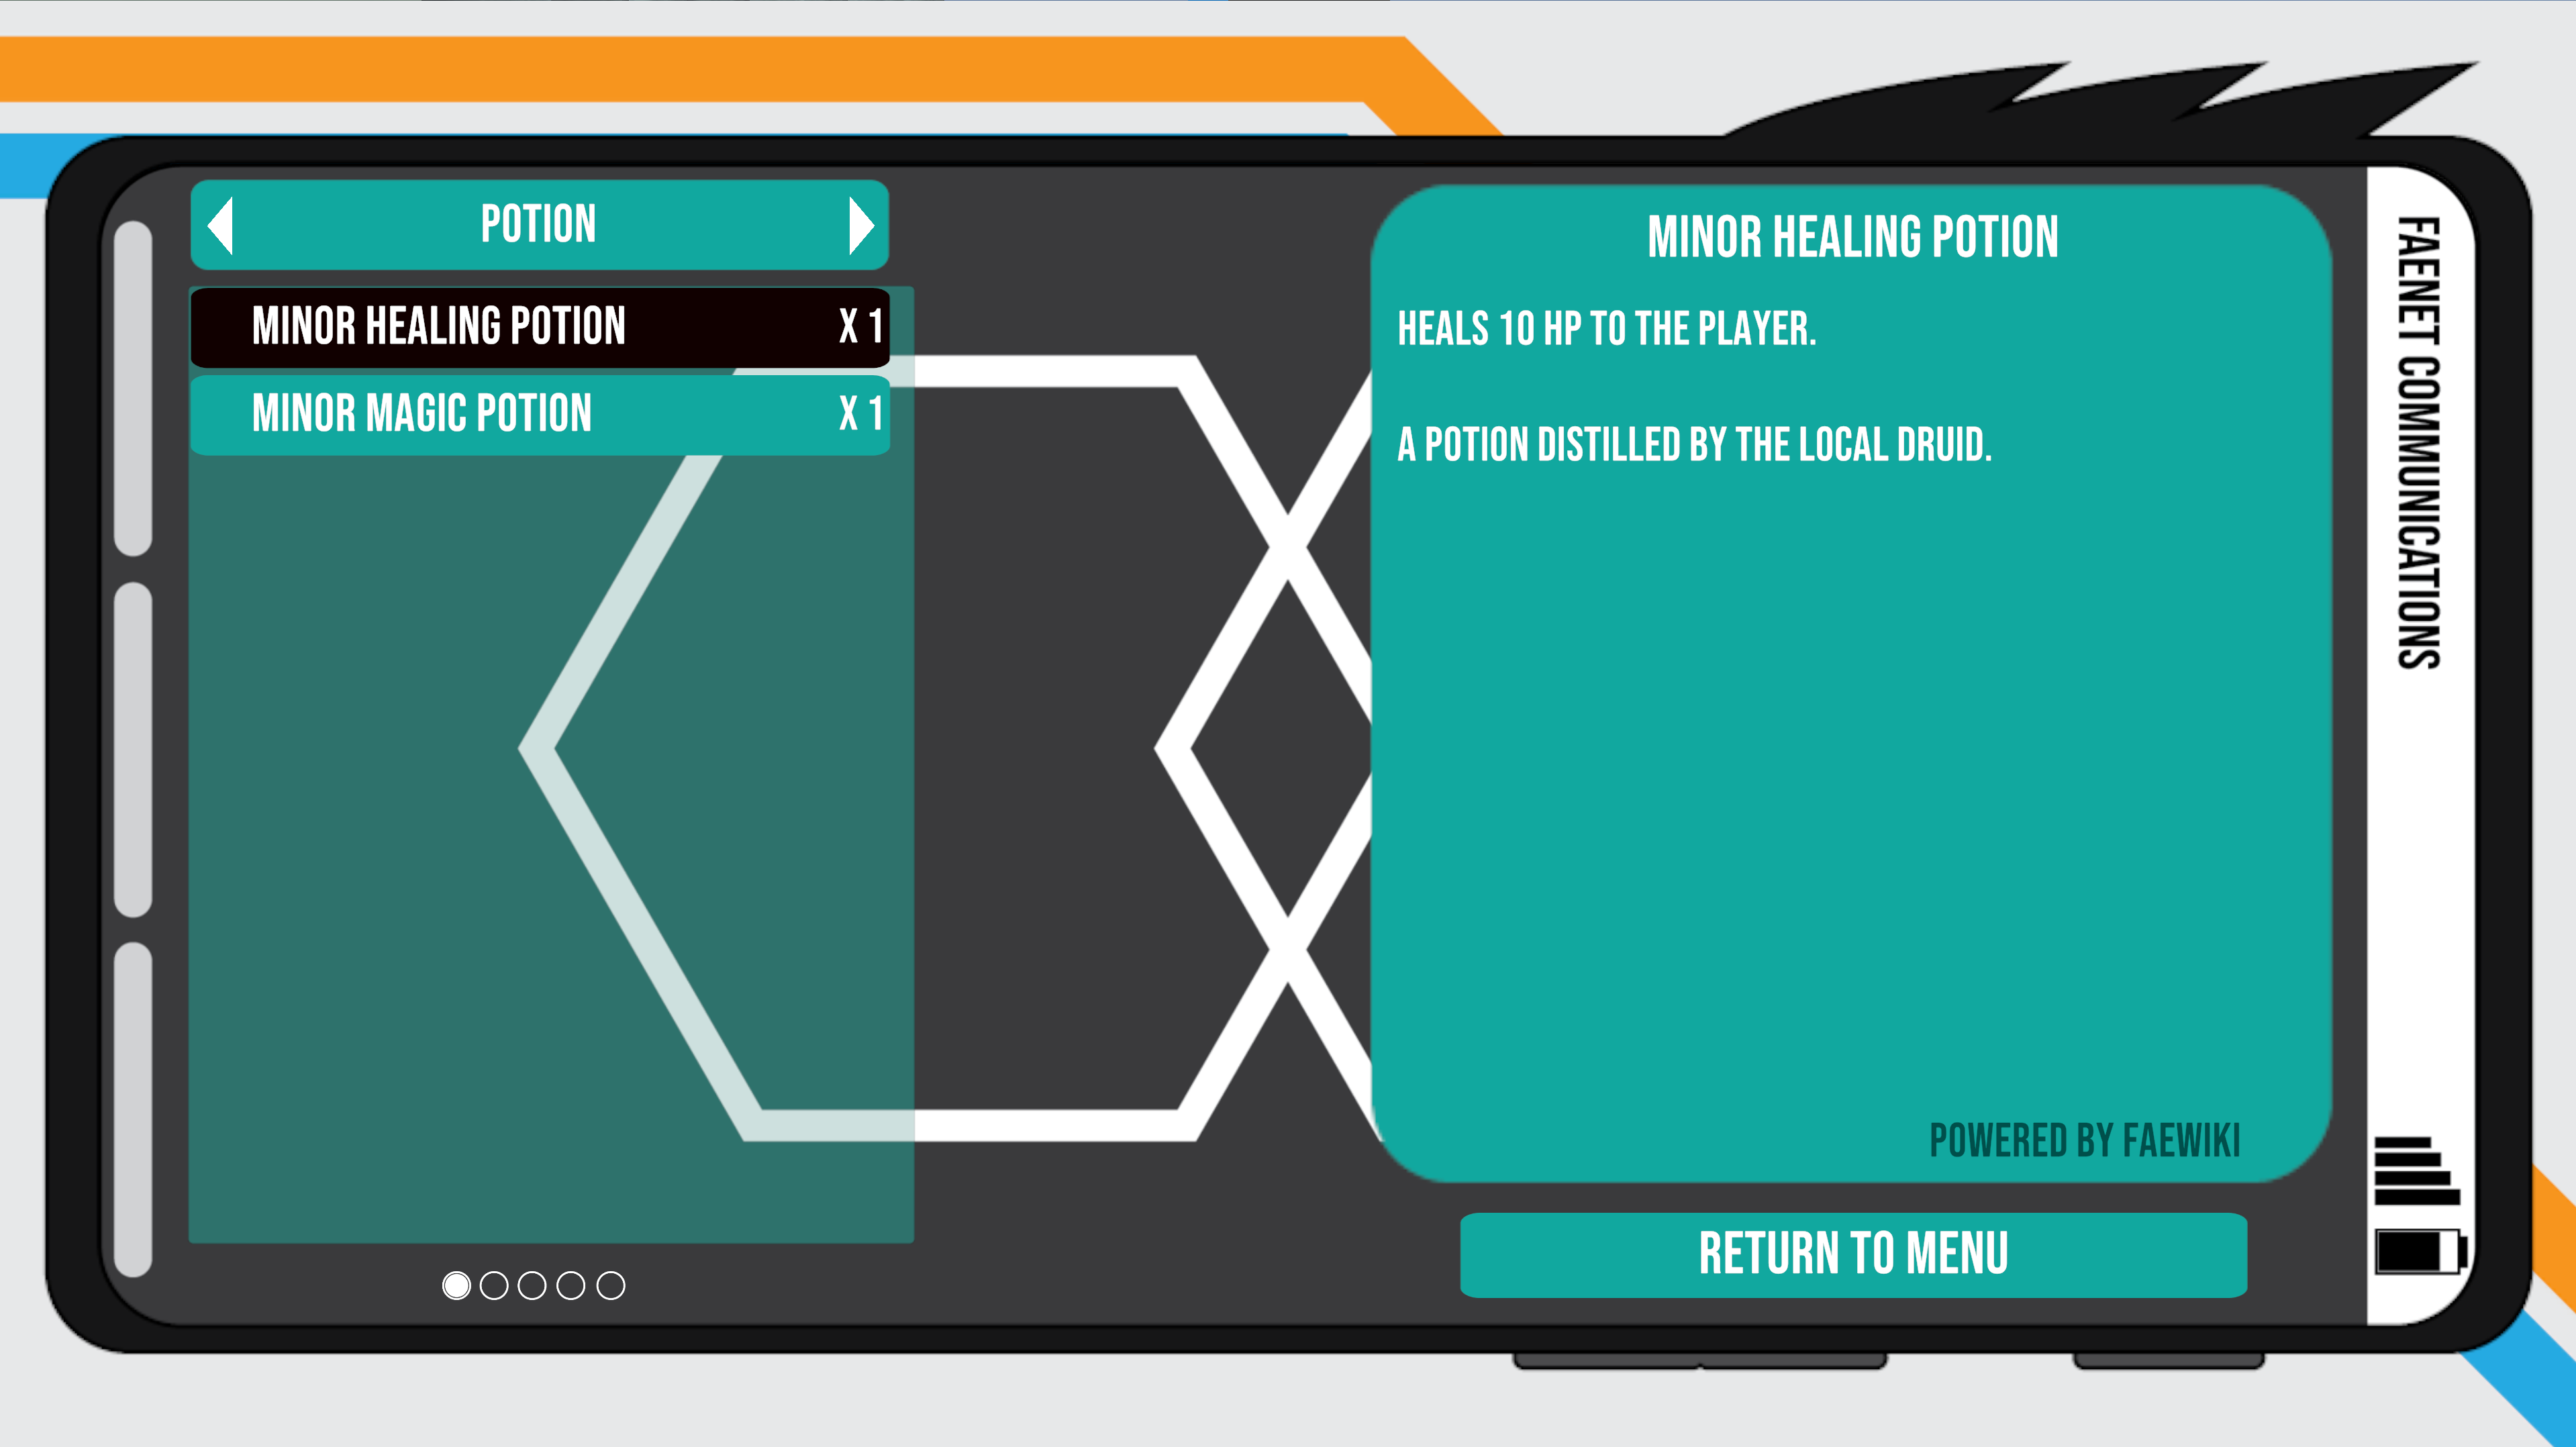 POTION
MINOR HEALING POTION X 1
MINOR MAGIC POTION X 1
MINOR HEALING POTION
HEALS 10 HP TO THE PLAYER.
A POTION DISTILLED BY THE LOCAL DRUID.
POWERED BY FAEWIKI
RETURN TO MENU
FAENET COMMUNICATIONS